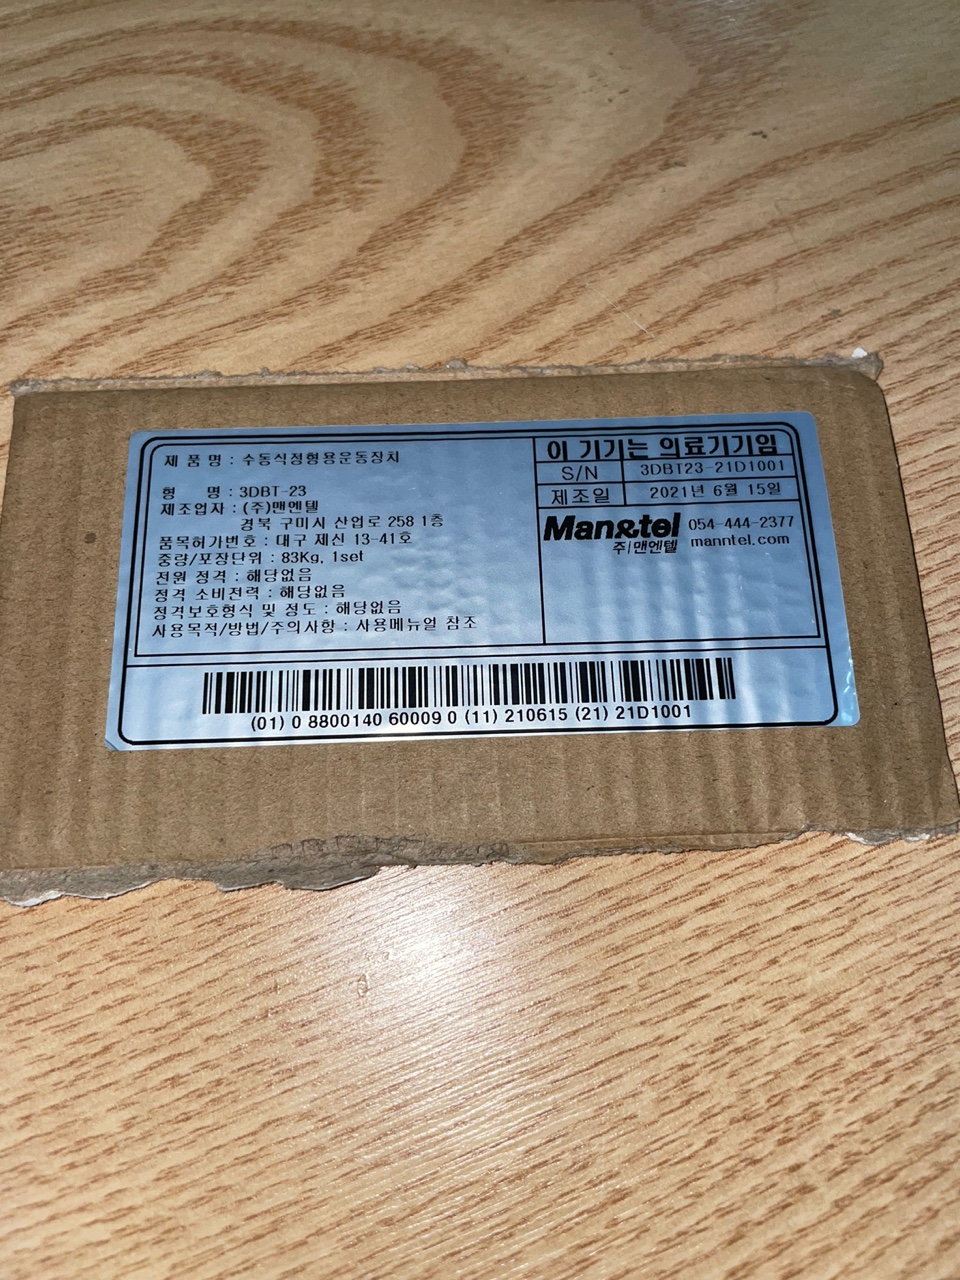 제 품 명 : 수동식정형용운동장치
형 명 : 3DBT-23
제조업자 : (주)맨엔텔
경북 구미시 산업로 258 1층
품목허가번호 : 대구 제신 13-41호
중량/포장단위 : 83Kg, 1set
전원 정격 : 해당없음
정격 소비전력 : 해당없음
정격보호형식 및 정도 : 해당없음
사용목적/방법/주의사항 : 사용메뉴얼 참조
이 기기는 의료기기임
S/N 3DBT23-21D1001
제조일 2021년 6월 15일
Man&tel 054-444-2377
주)맨엔텔 manntel.com
(01) 0 8800140 60009 0 (11) 210615 (21) 21D1001